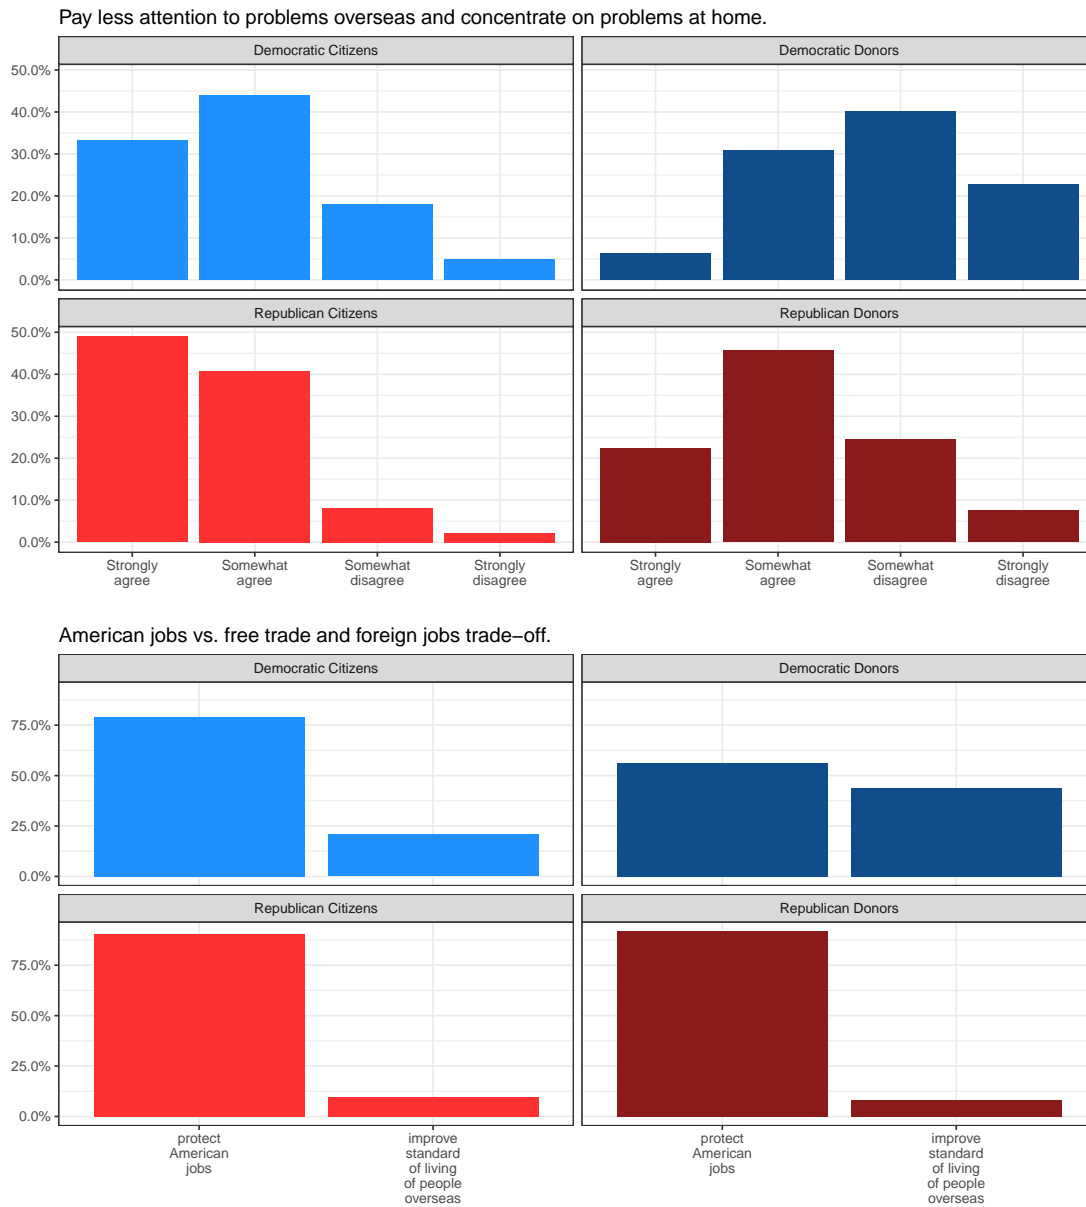 Pay less attention to problems overseas and concentrate on problems at home.
Democratic Citizens
Democratic Donors
50.0%
40.0%
30.0%
20.0%
10.0%
0.0%
Republican Citizens
Republican Donors
50.0%
40.0%
30.0%
20.0%
10.0%
0.0%
Strongly
agree
Somewhat
agree
Somewhat
disagree
Strongly
disagree
Strongly
agree
Somewhat
agree
Somewhat
disagree
Strongly
disagree
American jobs vs. free trade and foreign jobs trade−off.
Democratic Citizens
Democratic Donors
75.0%
50.0%
25.0%
0.0%
Republican Citizens
Republican Donors
75.0%
50.0%
25.0%
0.0%
protect
American
jobs
improve
standard
of living
of people
overseas
protect
American
jobs
improve
standard
of living
of people
overseas